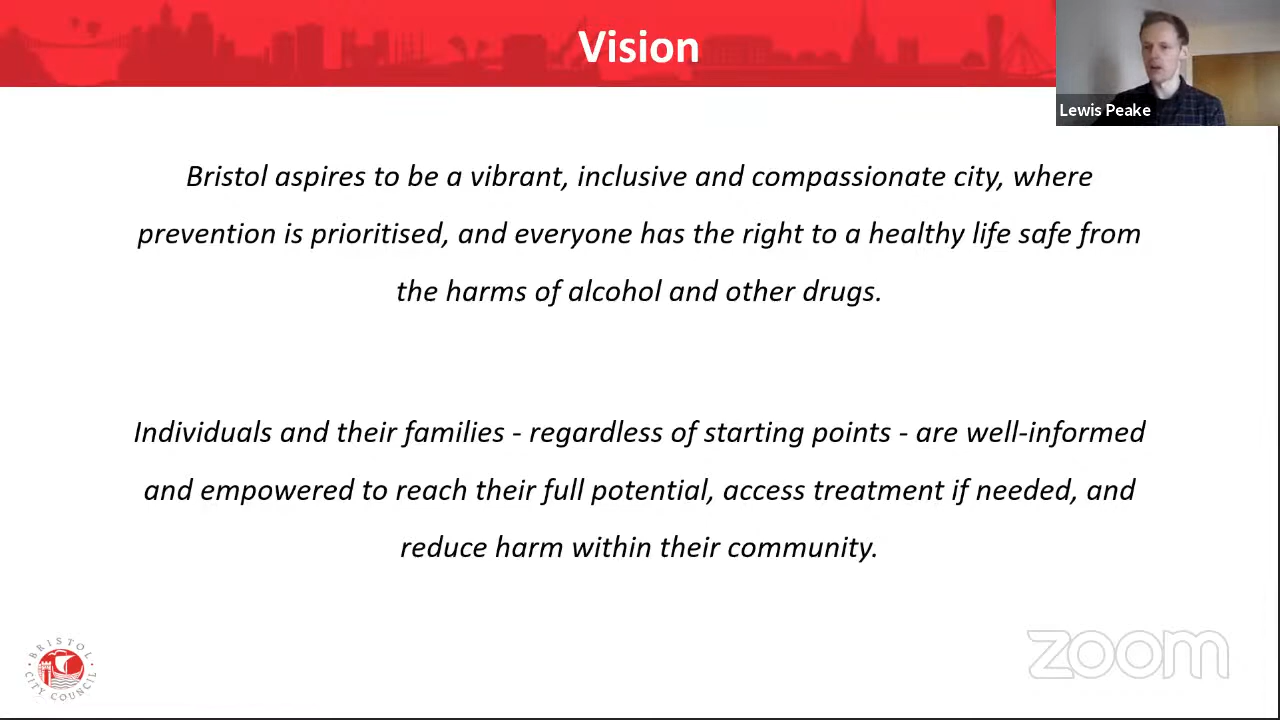 Vision
Lewis Peake
Bristol aspires to be a vibrant, inclusive and compassionate city, where
prevention is prioritised, and everyone has the right to a healthy life safe from
the harms of alcohol and other drugs.
Individuals and their families - regardless of starting points - are well-informed
and empowered to reach their full potential, access treatment if needed, and
reduce harm within their community.
BRISTOL
CITY COUNCIL
zoom